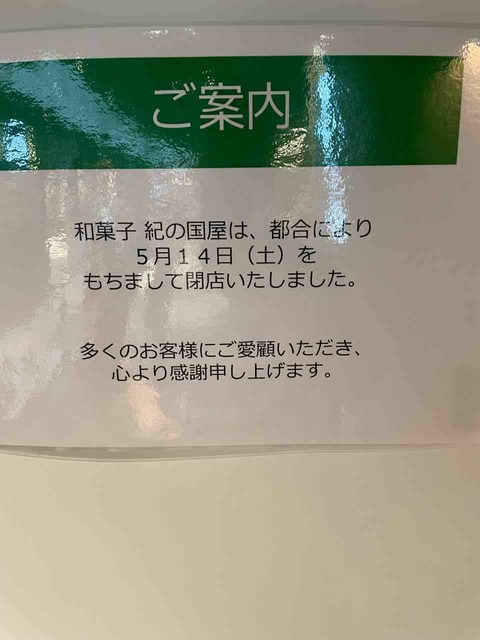 ご案内
和菓子 紀の国屋は、都合により
５月１４日（土）を
もちまして閉店いたしました。
多くのお客様にご愛顧いただき、
心より感謝申し上げます。